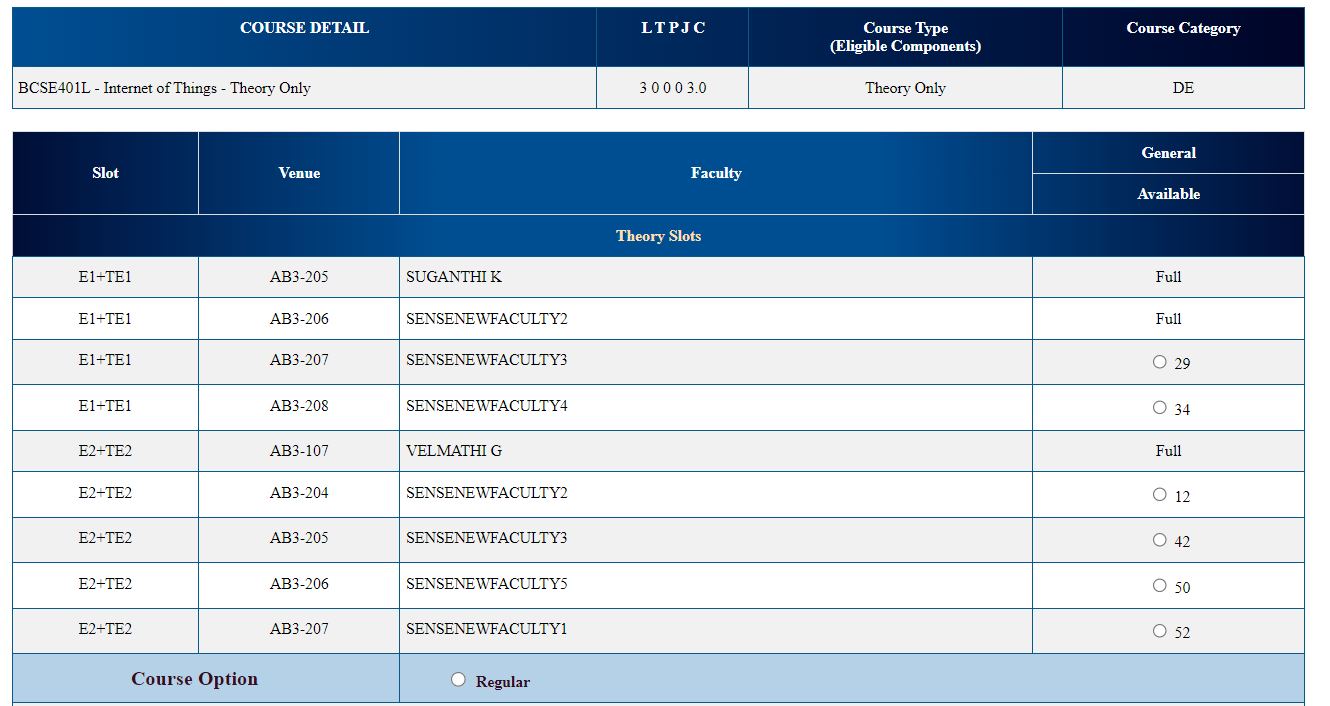 COURSE DETAIL L T P J C Course Type Course Category
(Eligible Components)
BCSE401L - Internet of Things - Theory Only 3 0 0 0 3.0 Theory Only DE
Slot Venue Faculty General
Available
Theory Slots
E1+TE1 AB3-205 SUGANTHI K Full
E1+TE1 AB3-206 SENSENEWFACULTY2 Full
E1+TE1 AB3-207 SENSENEWFACULTY3 29
E1+TE1 AB3-208 SENSENEWFACULTY4 34
E2+TE2 AB3-107 VELMATHI G Full
E2+TE2 AB3-204 SENSENEWFACULTY2 12
E2+TE2 AB3-205 SENSENEWFACULTY3 42
E2+TE2 AB3-206 SENSENEWFACULTY5 50
E2+TE2 AB3-207 SENSENEWFACULTY1 52
Course Option Regular